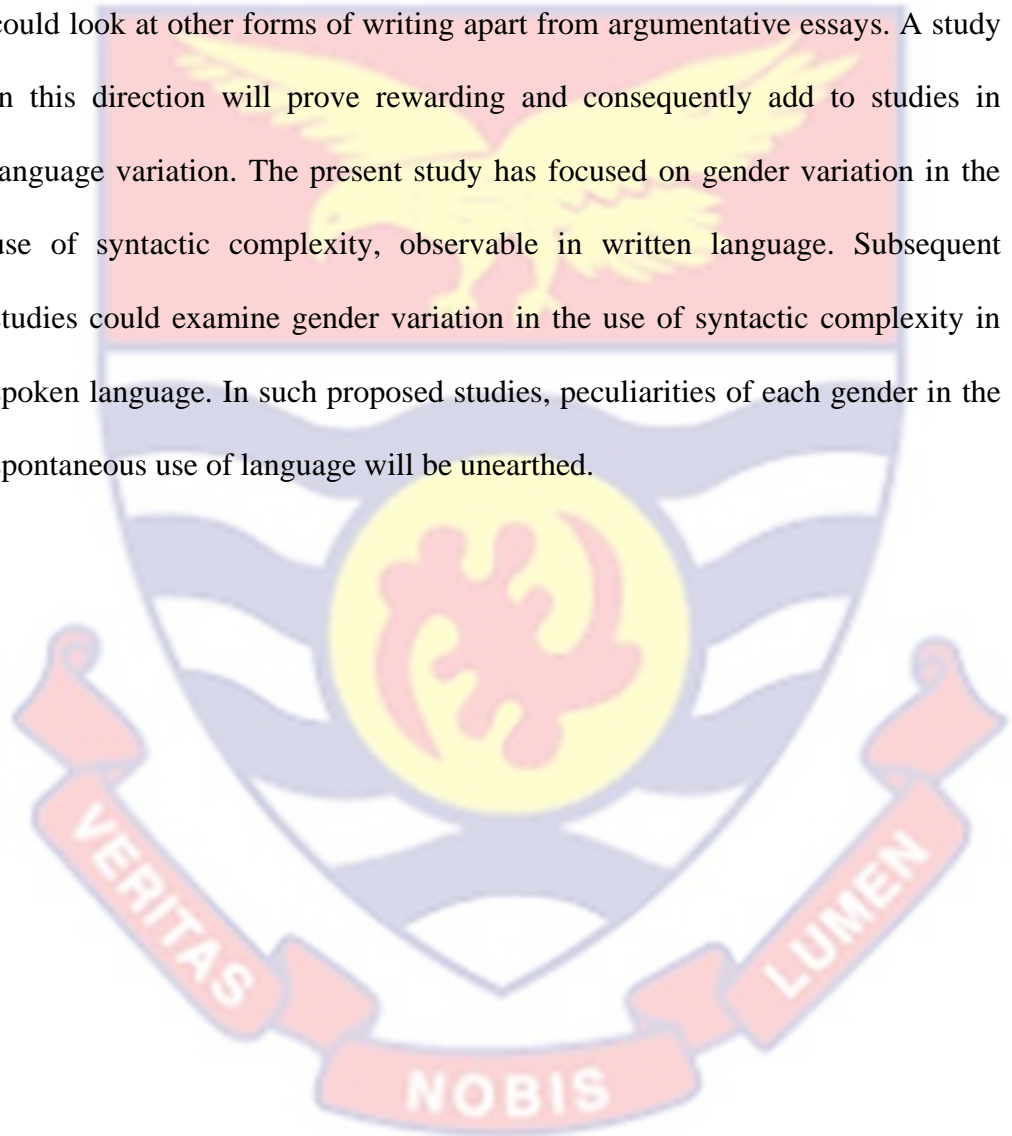 could look at other forms of writing apart from argumentative essays. A study
in this direction will prove rewarding and consequently add to studies in
language variation. The present study has focused on gender variation in the
use of syntactic complexity, observable in written language. Subsequent
studies could examine gender variation in the use of syntactic complexity in
spoken language. In such proposed studies, peculiarities of each gender in the
spontaneous use of language will be unearthed.
VERITAS
NOBIS
LUMEN